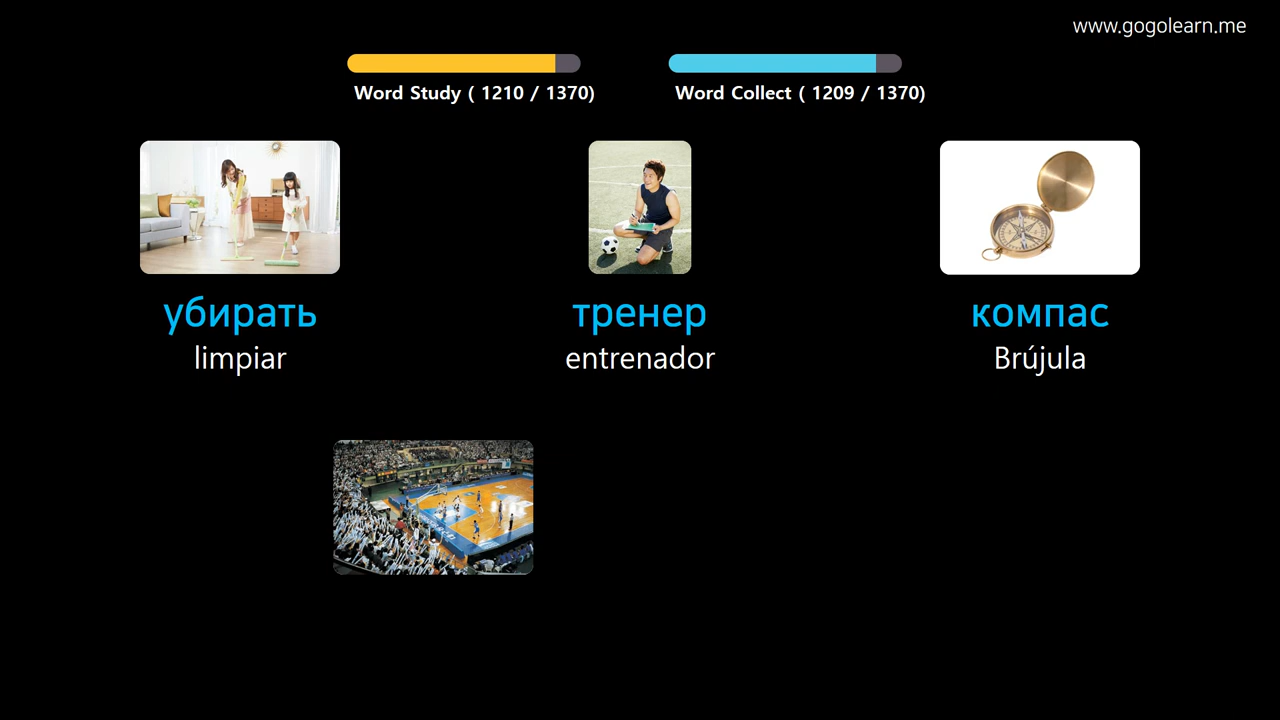 www.gogolearn.me
Word Study ( 1210 / 1370)
Word Collect ( 1209 / 1370)
убирать
тренер
компас
limpiar
entrenador
Brújula